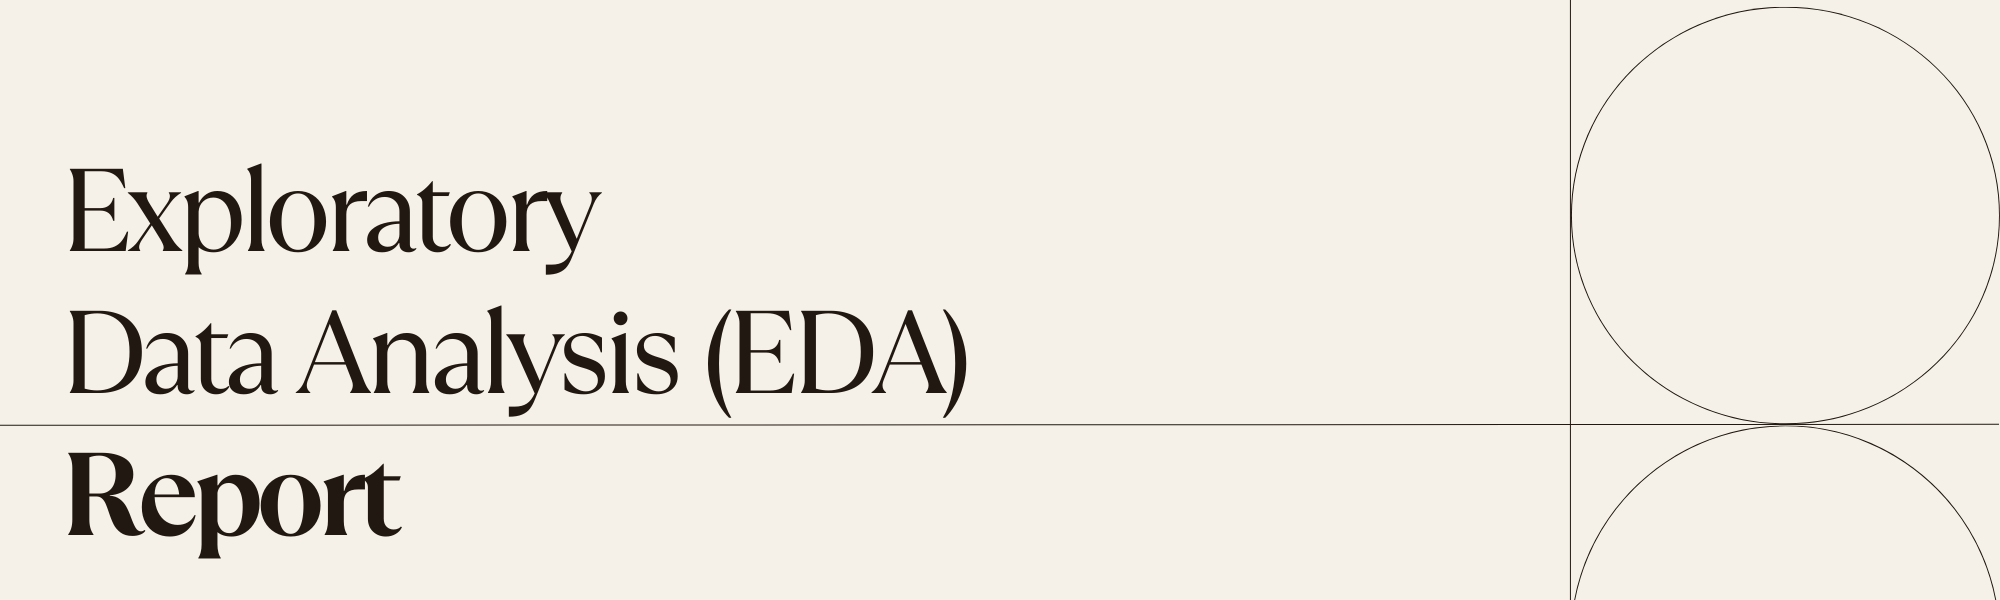 Exploratory
Data Analysis (EDA)
Report